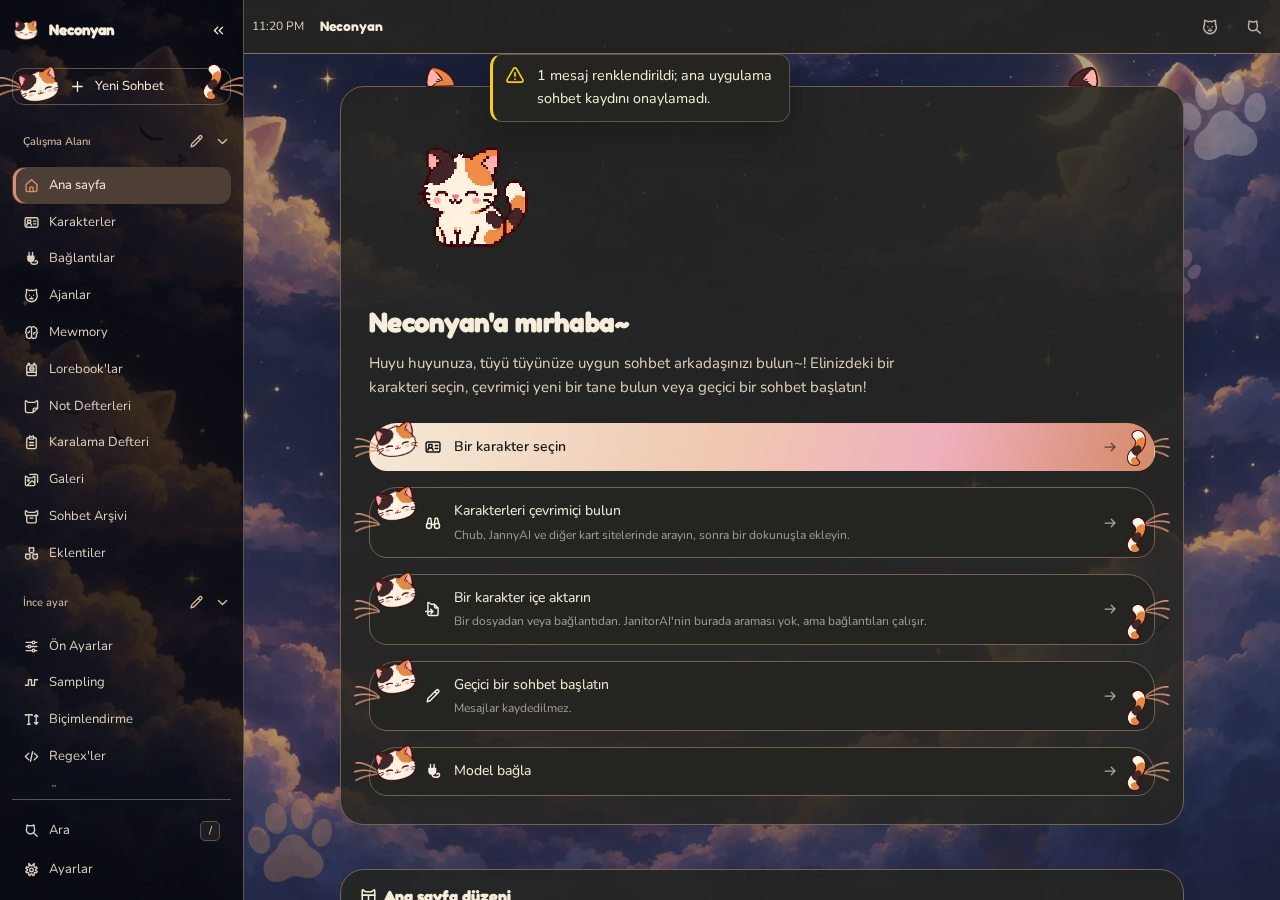 Neconyan
Yeni Sohbet
Çalışma Alanı
Ana sayfa
Karakterler
Bağlantılar
Ajanlar
Mewmory
Lorebook'lar
Not Defterleri
Karalama Defteri
Galeri
Sohbet Arşivi
Eklentiler
İnce ayar
Ön Ayarlar
Sampling
Biçimlendirme
Regex'ler
Ara /
Ayarlar
11:20 PM Neconyan
1 mesaj renklendirildi; ana uygulama
sohbet kaydını onaylamadı.
Neconyan'a mırhaba~
Huyu huyunuza, tüyü tüyünüze uygun sohbet arkadaşınızı bulun~! Elinizdeki bir
karakteri seçin, çevrimiçi yeni bir tane bulun veya geçici bir sohbet başlatın!
Bir karakter seçin
Karakterleri çevrimiçi bulun
Chub, JannyAI ve diğer kart sitelerinde arayın, sonra bir dokunuşla ekleyin.
Bir karakter içe aktarın
Bir dosyadan veya bağlantıdan. JanitorAI'nin burada araması yok, ama bağlantıları çalışır.
Geçici bir sohbet başlatın
Mesajlar kaydedilmez.
Model bağla
Ana sayfa düzeni